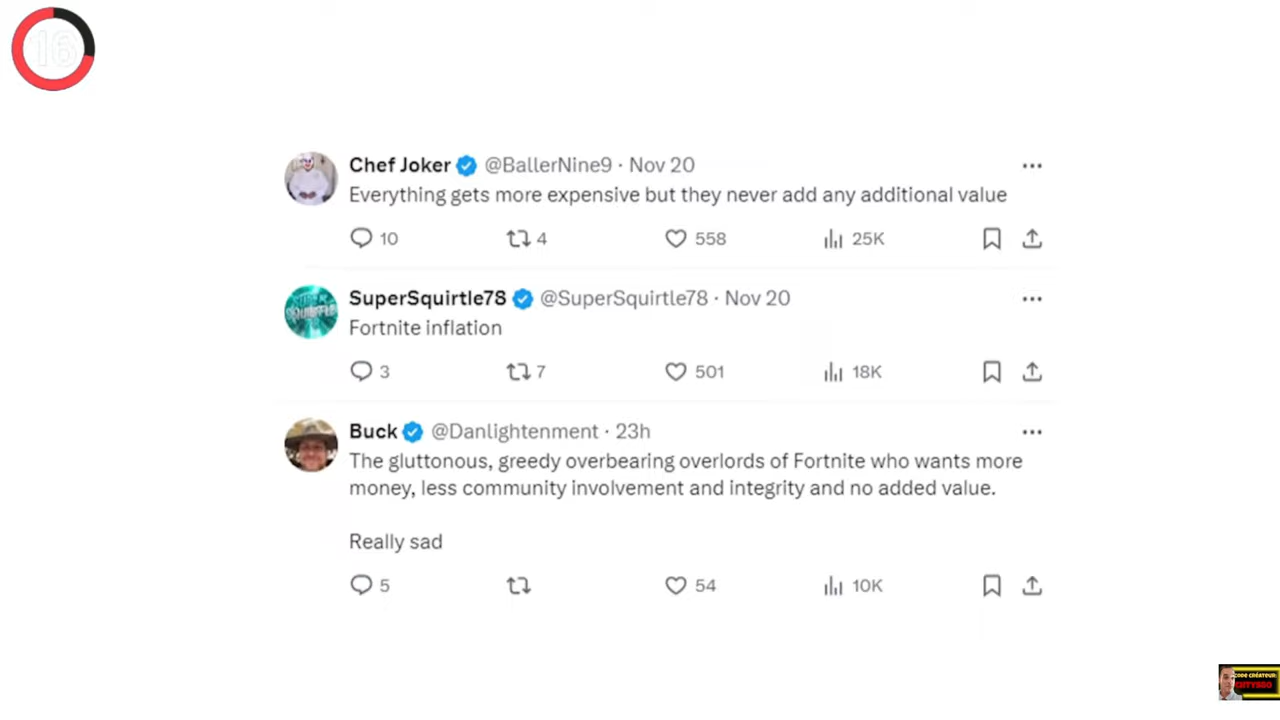 16
Chef Joker @BallerNine9 · Nov 20
Everything gets more expensive but they never add any additional value
10 4 558 25K
SuperSquirtle78 @SuperSquirtle78 · Nov 20
Fortnite inflation
3 7 501 18K
Buck @Danlightenment · 23h
The gluttonous, greedy overbearing overlords of Fortnite who wants more
money, less community involvement and integrity and no added value.
Really sad
5 54 10K
CODE CRÉATEUR: